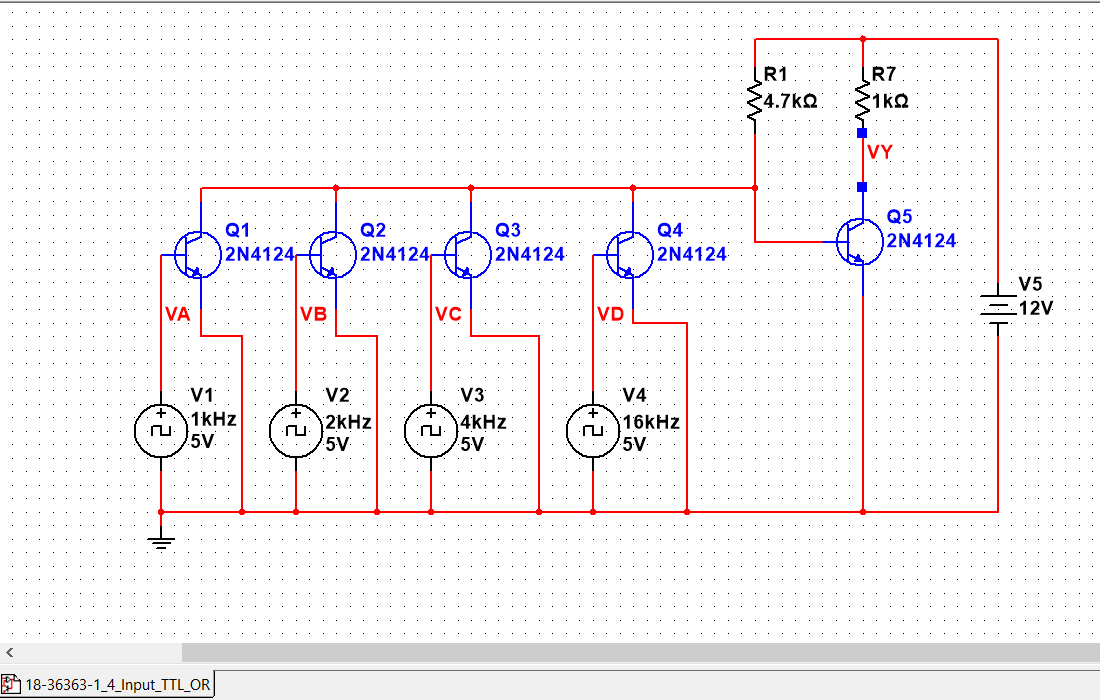 R1
4.7kΩ
R7
1kΩ
VY
Q1
2N4124
Q2
2N4124
Q3
2N4124
Q4
2N4124
Q5
2N4124
VA
VB
VC
VD
V5
12V
V1
1kHz
5V
V2
2kHz
5V
V3
4kHz
5V
V4
16kHz
5V
18-36363-1_4_Input_TTL_OR